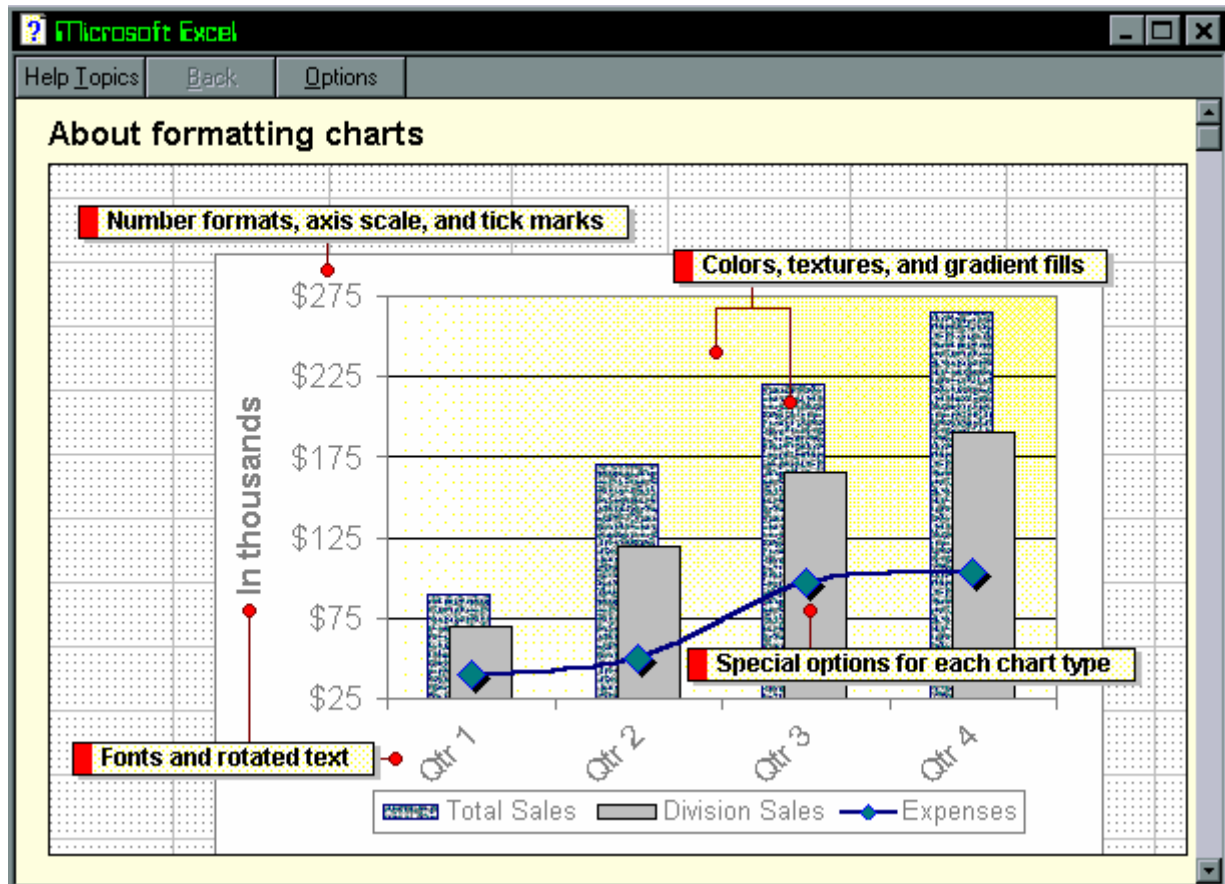 Microsoft Excel
Help Topics Back Options
About formatting charts
Number formats, axis scale, and tick marks
Colors, textures, and gradient fills
$275
$225
$175
$125
$75
$25
In thousands
Special options for each chart type
Fonts and rotated text
Qtr 1
Qtr 2
Qtr 3
Qtr 4
Total Sales Division Sales Expenses